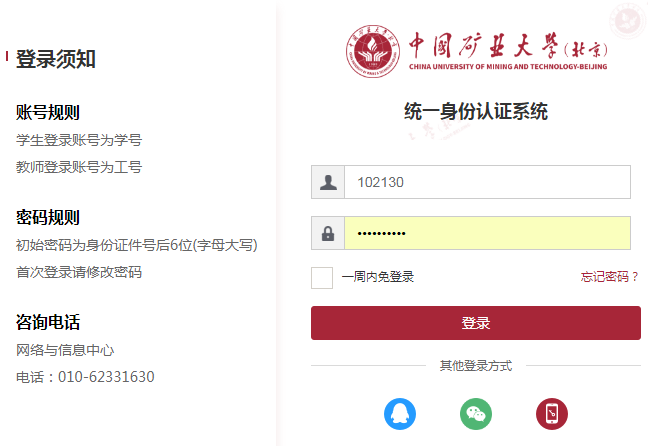 登录须知
账号规则
学生登录账号为学号
教师登录账号为工号
密码规则
初始密码为身份证件号后6位(字母大写)
首次登录请修改密码
咨询电话
网络与信息中心
电话：010-62331630
中国矿业大学(北京)
CHINA UNIVERSITY OF MINING AND TECHNOLOGY-BEIJING
统一身份认证系统
102130
••••••••••
一周内免登录
忘记密码？
登录
其他登录方式